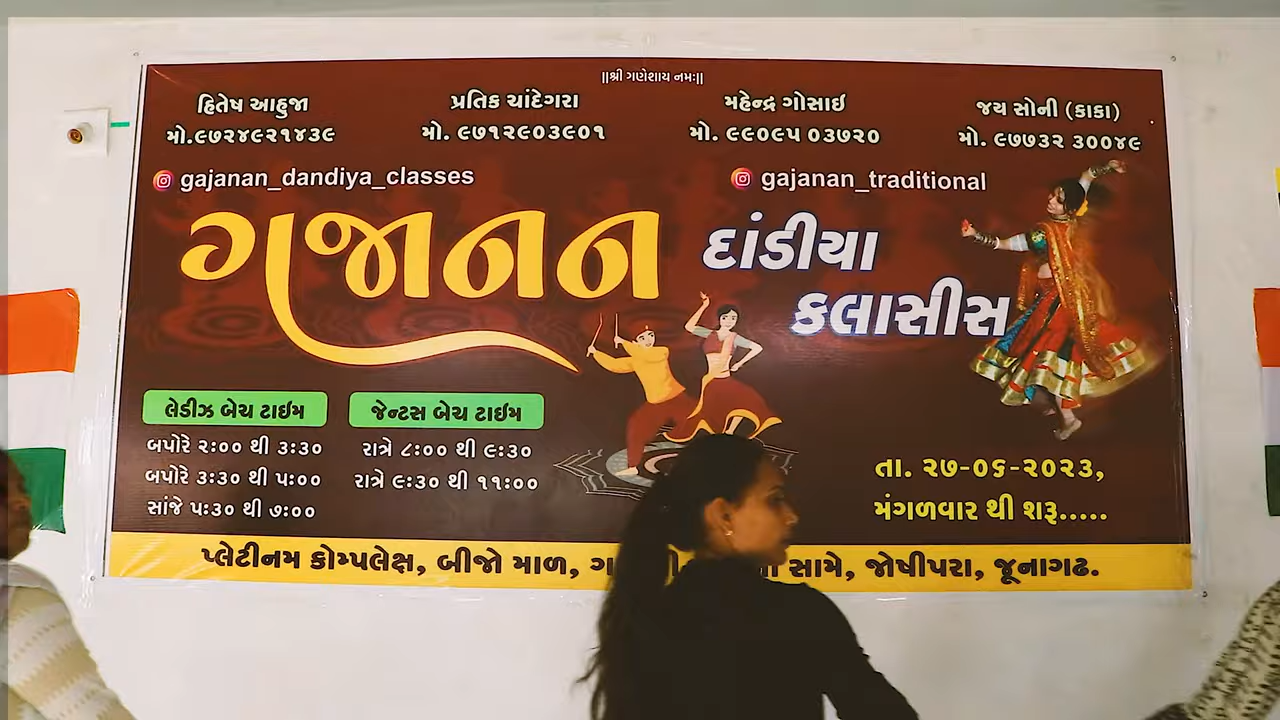 ||શ્રી ગણેશાય નમઃ||
હિતેષ આહુજા
મો.૯૭૨૪૯૨૧૪૩૯
પ્રતિક ચાંદેગરા
મો. ૯૭૧૨૯૦૩૯૦૧
મહેન્દ્ર ગોસાઇ
મો. ૯૯૦૯૫ ૦૩૭૨૦
જય સોની (કાકા)
મો. ૯૭૭૩૨ ૩૦૦૪૯
gajanan_dandiya_classes
gajanan_traditional
ગજાનન
દાંડીયા
કલાસીસ
લેડીઝ બેચ ટાઇમ
બપોરે ૨:૦૦ થી ૩:૩૦
બપોરે ૩:૩૦ થી ૫:૦૦
સાંજે ૫:૩૦ થી ૭:૦૦
જેન્ટસ બેચ ટાઇમ
રાત્રે ૮:૦૦ થી ૯:૩૦
રાત્રે ૯:૩૦ થી ૧૧:૦૦
તા. ૨૭-૦૬-૨૦૨૩,
મંગળવાર થી શરૂ.....
પ્લેટીનમ કોમ્પલેક્ષ, બીજો માળ, સામે, જોષીપરા, જૂનાગઢ.